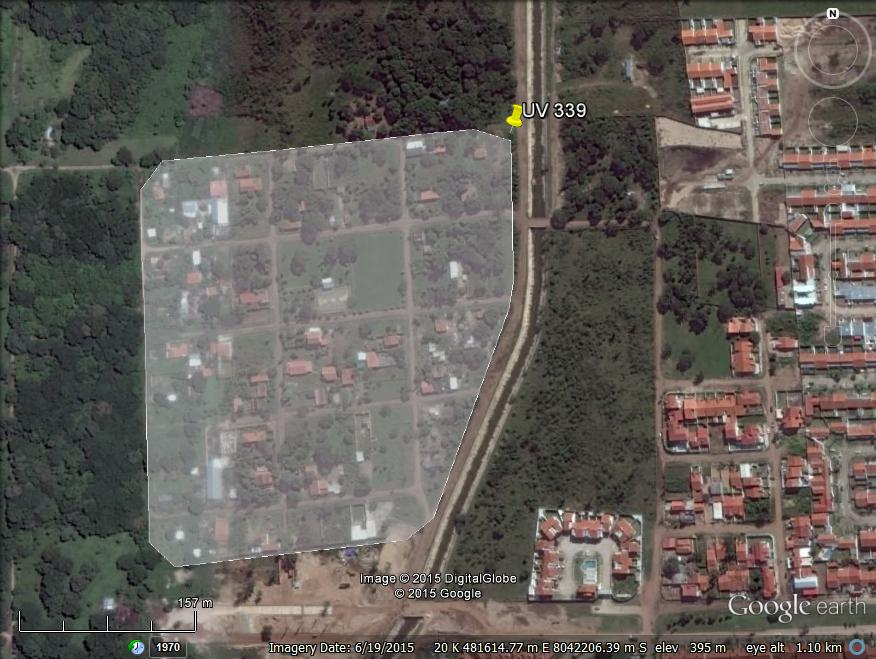 N
UV 339
Image © 2015 DigitalGlobe
© 2015 Google
Google earth
157 m
1970
Imagery Date: 6/19/2015 20 K 481614.77 m E 8042206.39 m S elev 395 m eye alt 1.10 km